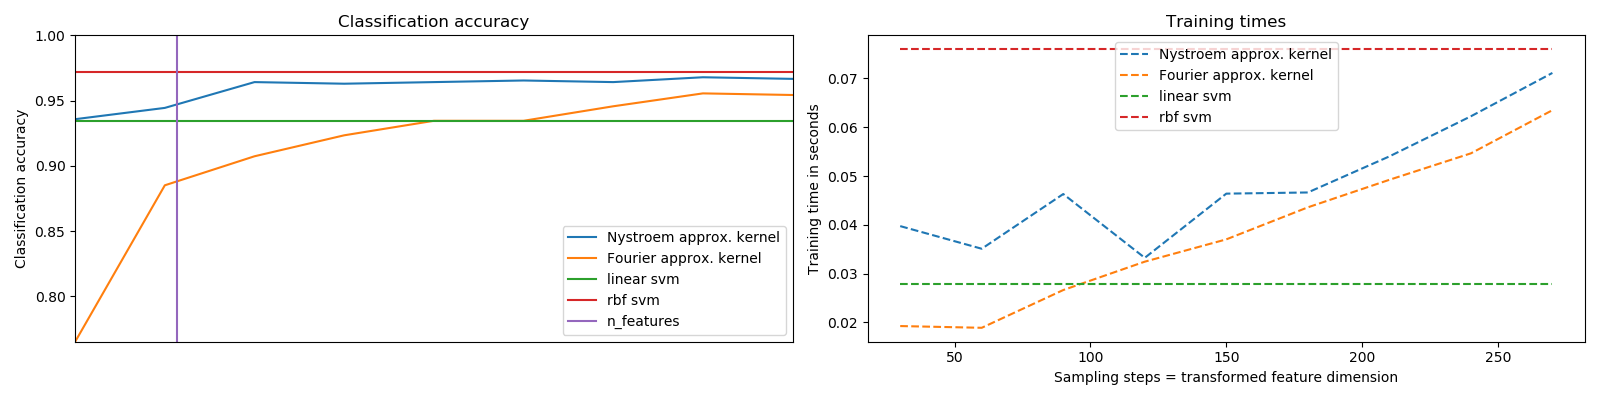 Classification accuracy
Classification accuracy
1.00
0.95
0.90
0.85
0.80
Nystroem approx. kernel
Fourier approx. kernel
linear svm
rbf svm
n_features
Training times
Training time in seconds
0.07
0.06
0.05
0.04
0.03
0.02
Nystroem approx. kernel
Fourier approx. kernel
linear svm
rbf svm
50 100 150 200 250
Sampling steps = transformed feature dimension